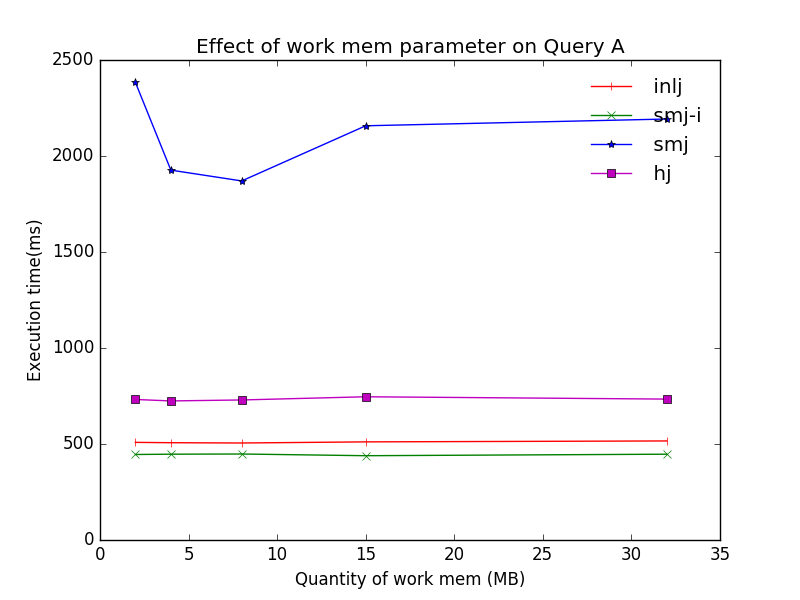 Effect of work mem parameter on Query A
2500
2000
1500
1000
500
0
Execution time(ms)
inlj
smj-i
smj
hj
0 5 10 15 20 25 30 35
Quantity of work mem (MB)